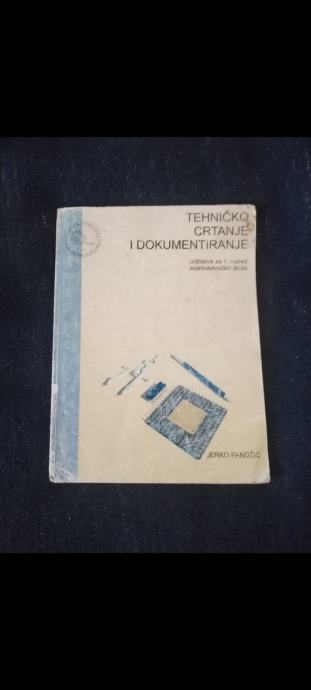 TEHNIČKO
CRTANJE
I DOKUMENTIRANJE
udžbenik za 1. razred
elektrotehničkih škola
JERKO PANDŽIĆ